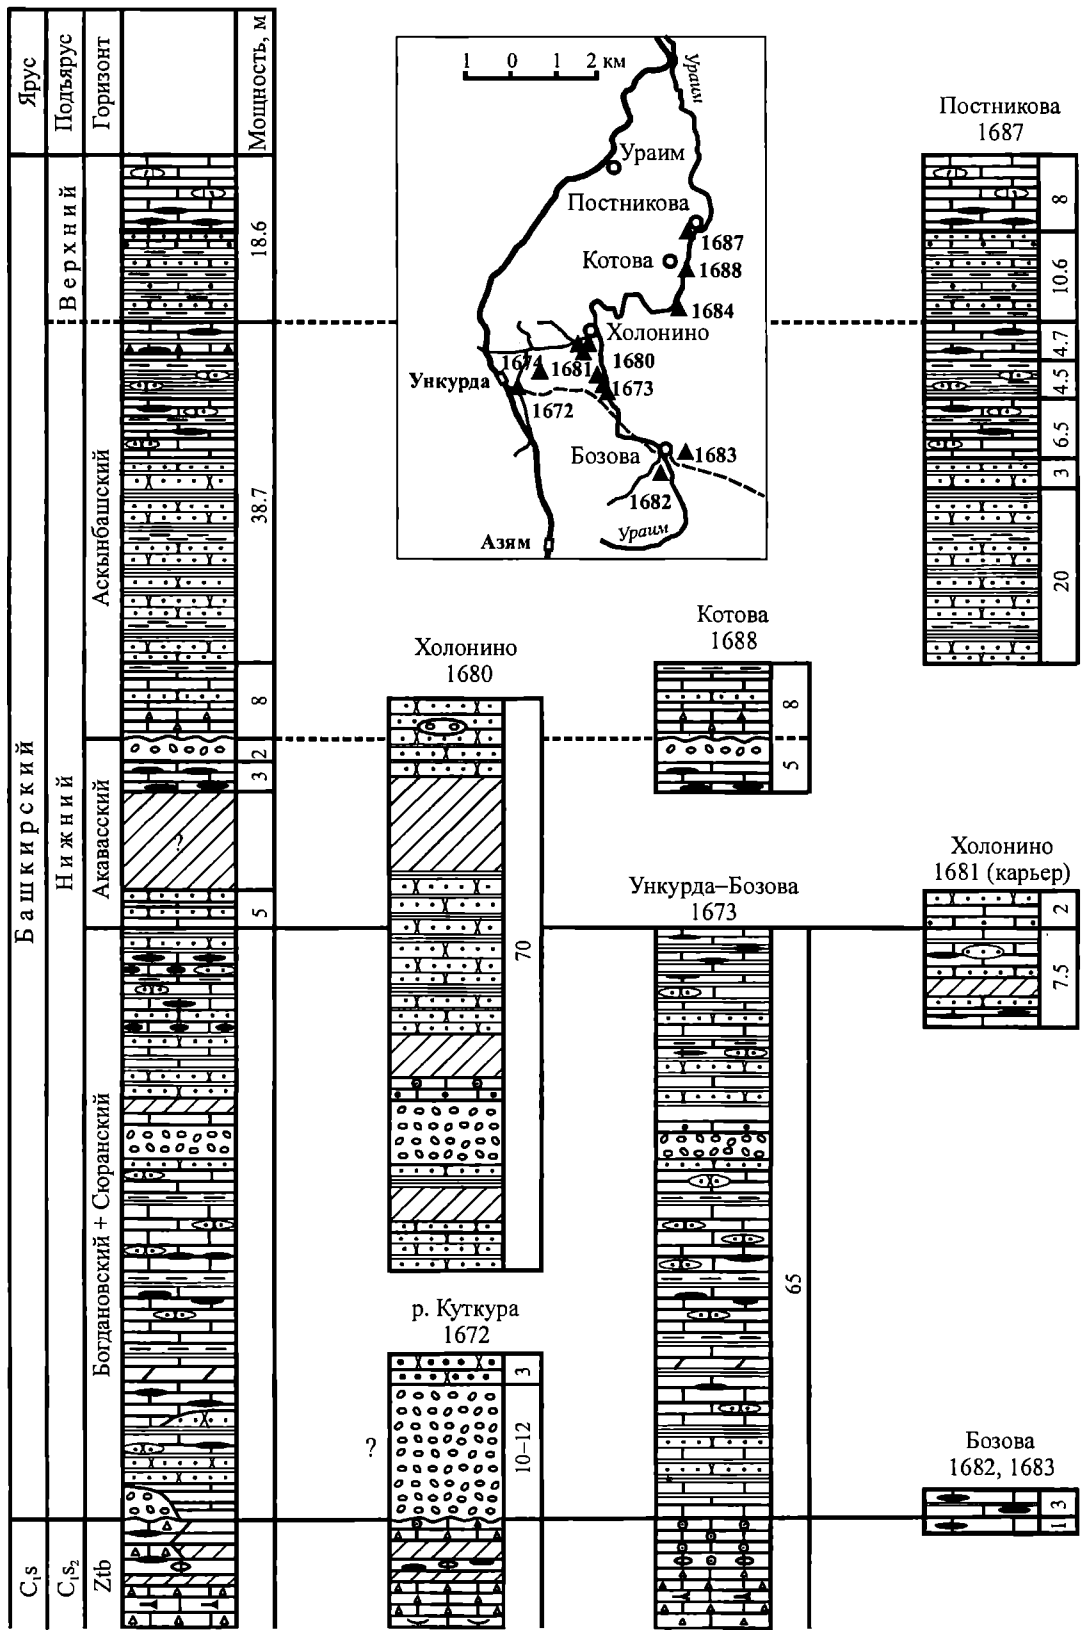 Ярус
Подъярус
Горизонт
Мощность, м
Башкирский
Верхний
Нижний
Аскынбашский
Акавасский
Богдановский + Сюранский
C₁s
C₁s₂
Ztb
18.6
38.7
8
2
3
?
5
1 0 1 2 км
Ураим
Ураим
Постникова
1687
Котова
1688
1684
Холонино
1674
1681
1680
Ункурда
1673
1672
Бозова
1683
1682
Ураим
Азям
Постникова
1687
8
10.6
4.7
4.5
6.5
3
20
Холонино
1680
70
Котова
1688
8
5
Ункурда–Бозова
1673
65
Холонино
1681 (карьер)
2
7.5
р. Куткура
1672
3
10–12
?
Бозова
1682, 1683
3
1